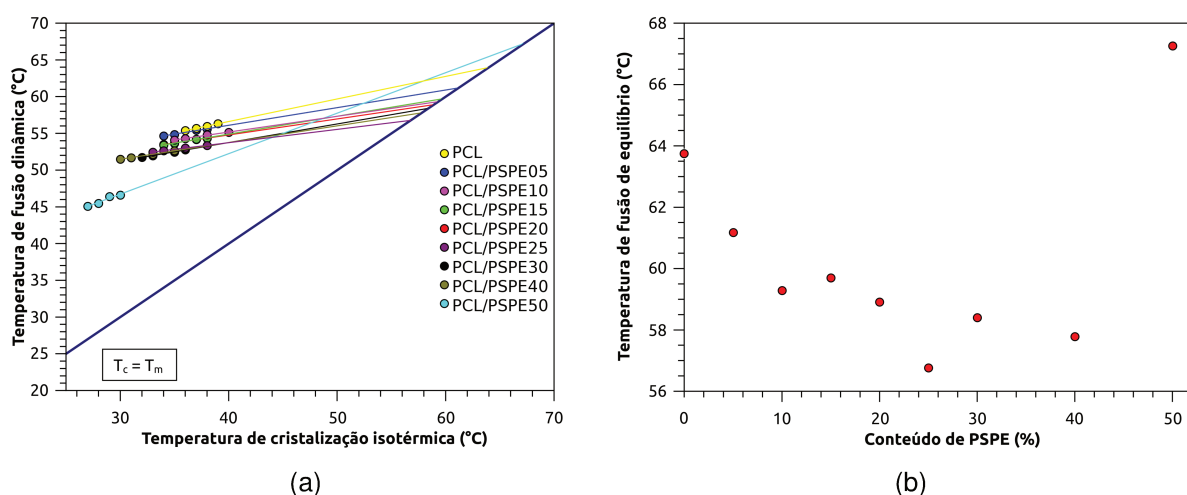 70
65
60
55
50
45
40
35
30
25
20
Temperatura de fusão dinâmica (°C)
PCL
PCL/PSPE05
PCL/PSPE10
PCL/PSPE15
PCL/PSPE20
PCL/PSPE25
PCL/PSPE30
PCL/PSPE40
PCL/PSPE50
Tc = Tm
30 40 50 60 70
Temperatura de cristalização isotérmica (°C)
(a)
68
66
64
62
60
58
56
Temperatura de fusão de equilíbrio (°C)
0 10 20 30 40 50
Conteúdo de PSPE (%)
(b)